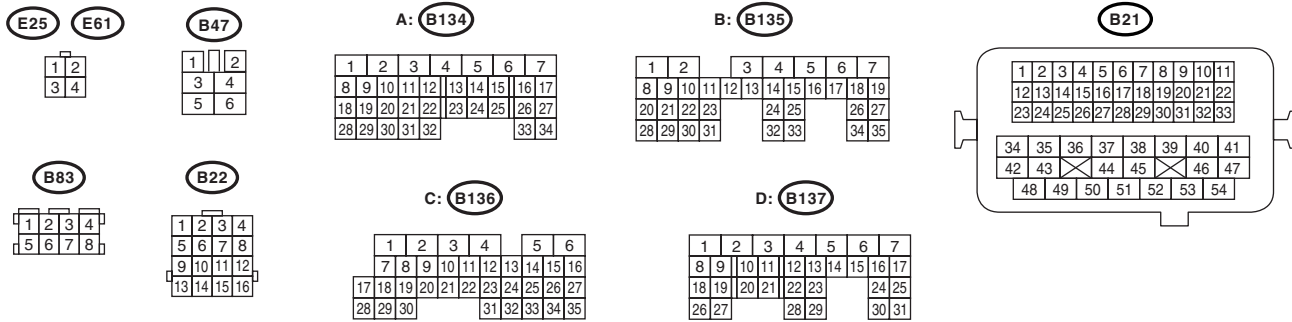 E25 E61
1 2
3 4
B47
1 2
3 4
5 6
A: B134
1 2 3 4 5 6 7
8 9 10 11 12 13 14 15 16 17
18 19 20 21 22 23 24 25 26 27
28 29 30 31 32 33 34
B: B135
1 2 3 4 5 6 7
8 9 10 11 12 13 14 15 16 17 18 19
20 21 22 23 24 25 26 27
28 29 30 31 32 33 34 35
B21
1 2 3 4 5 6 7 8 9 10 11
12 13 14 15 16 17 18 19 20 21 22
23 24 25 26 27 28 29 30 31 32 33
34 35 36 37 38 39 40 41
42 43 44 45 46 47
48 49 50 51 52 53 54
B83
1 2 3 4
5 6 7 8
B22
1 2 3 4
5 6 7 8
9 10 11 12
13 14 15 16
C: B136
1 2 3 4 5 6
7 8 9 10 11 12 13 14 15 16
17 18 19 20 21 22 23 24 25 26 27
28 29 30 31 32 33 34 35
D: B137
1 2 3 4 5 6 7
8 9 10 11 12 13 14 15 16 17
18 19 20 21 22 23 24 25
26 27 28 29 30 31